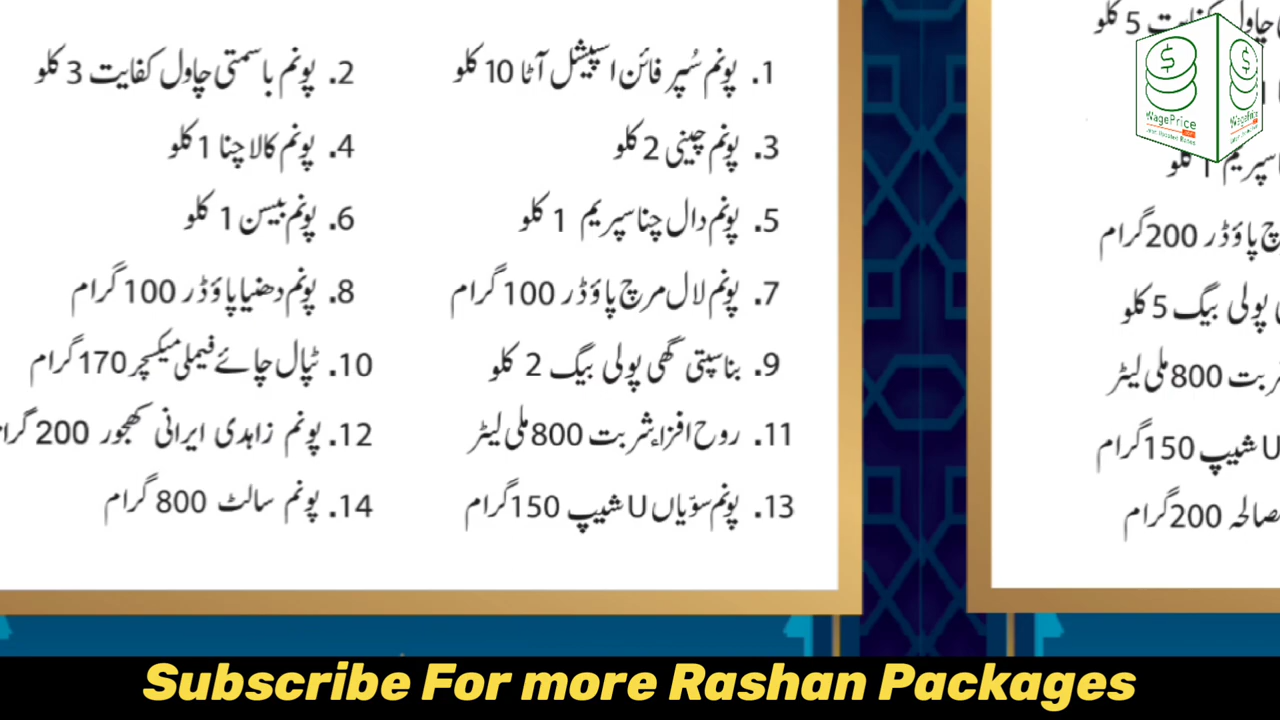 1. پونم سُپر فائن اسپیشل آٹا 10 کلو
2. پونم باسمتی چاول کفایت 3 کلو
3. پونم چینی 2 کلو
4. پونم کالا چنا 1 کلو
5. پونم دال چنا سپریم 1 کلو
6. پونم بیسن 1 کلو
7. پونم لال مرچ پاؤڈر 100 گرام
8. پونم دھنیا پاؤڈر 100 گرام
9. بناسپتی گھی پولی بیگ 2 کلو
10. ٹپال چائے فیملی میکسچر 170 گرام
11. روح افزاء شربت 800 ملی لیٹر
12. پونم زاہدی ایرانی کھجور 200 گرام
13. پونم سوّیاں U شیپ 150 گرام
14. پونم سالٹ 800 گرام
چاول کفایت 5 کلو
سپریم 1 کلو
پاؤڈر 200 گرام
پولی بیگ 5 کلو
شربت 800 ملی لیٹر
U شیپ 150 گرام
مصالحہ 200 گرام
WagePrice
Subscribe For more Rashan Packages